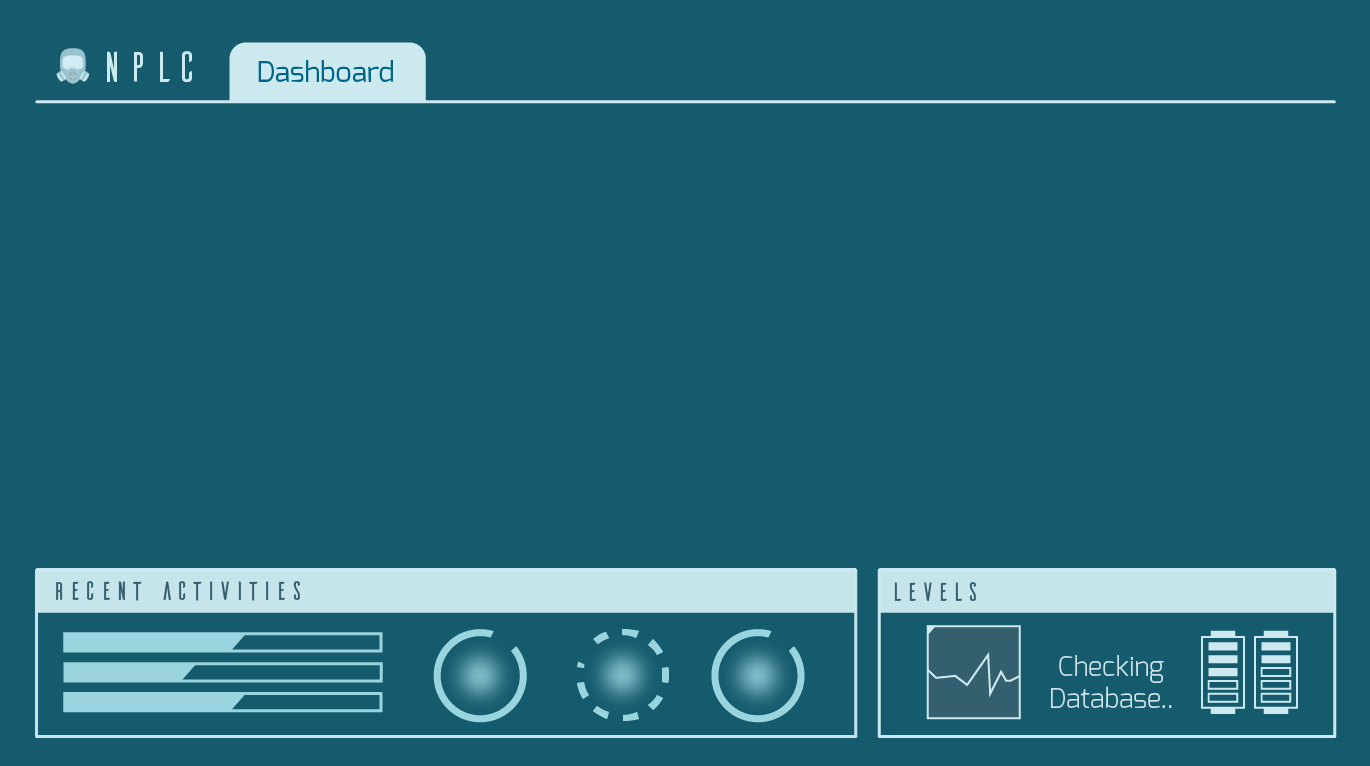 NPLC
Dashboard
RECENT ACTIVITIES
LEVELS
Checking
Database..